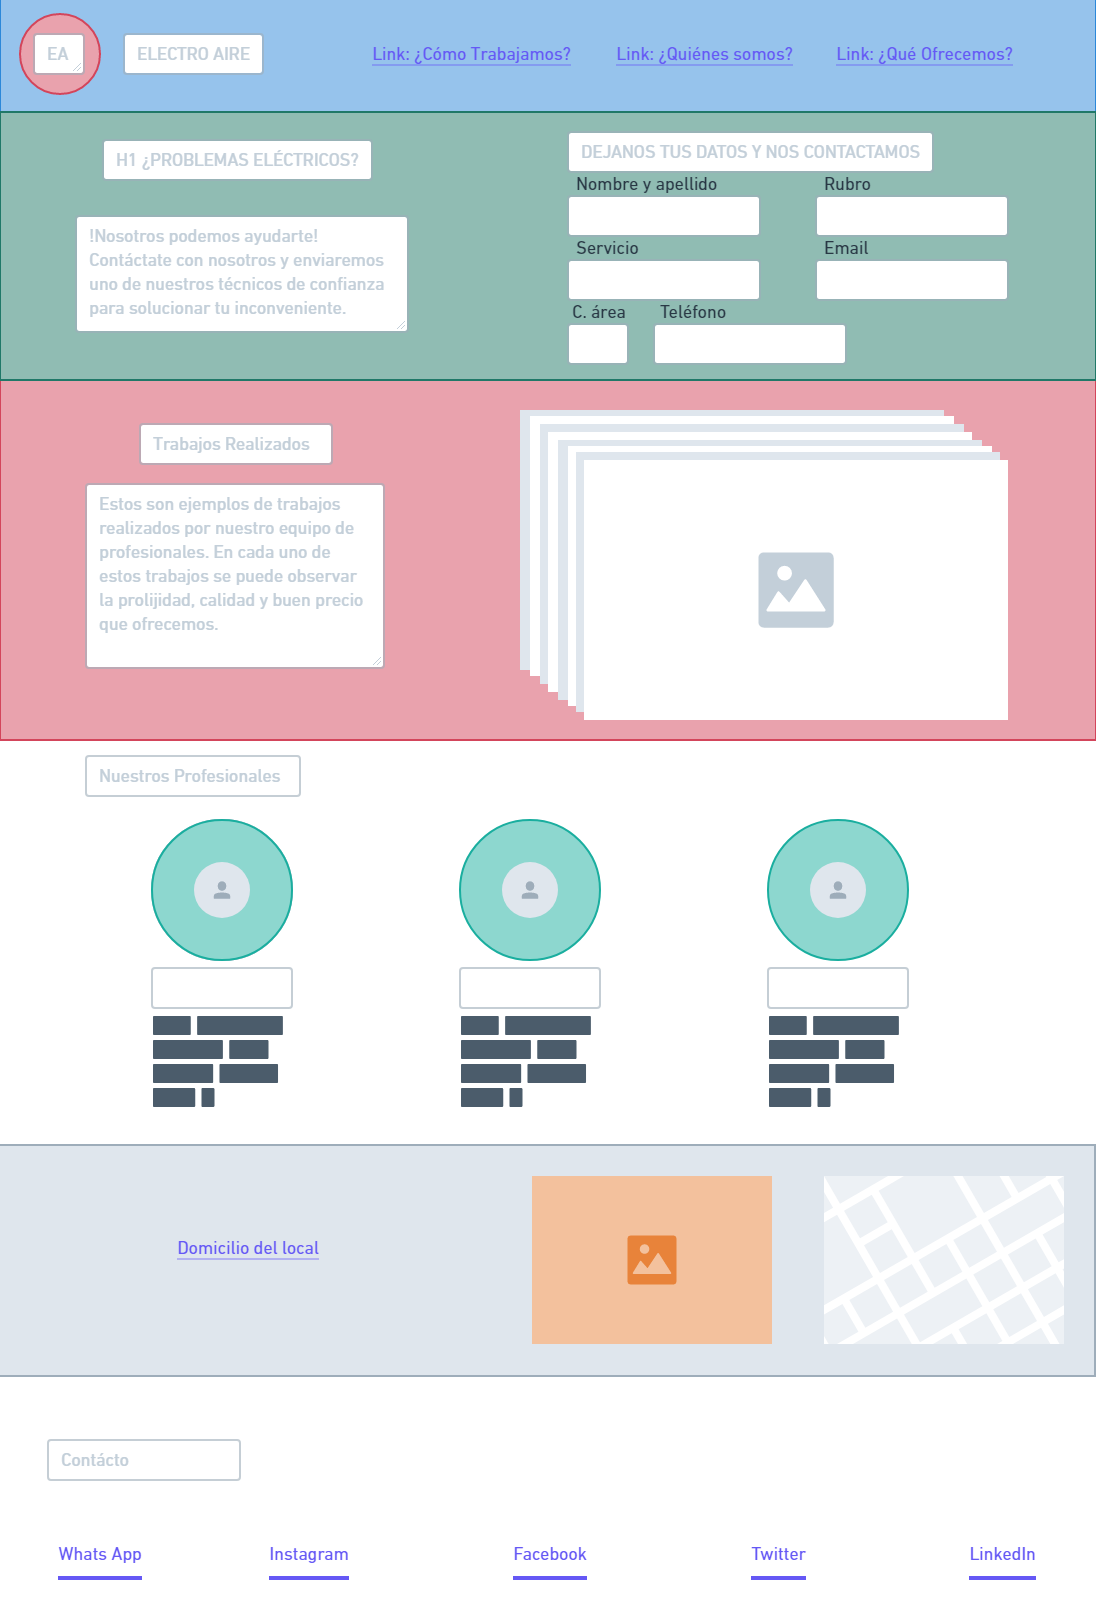 EA
ELECTRO AIRE
Link: ¿Cómo Trabajamos?
Link: ¿Quiénes somos?
Link: ¿Qué Ofrecemos?
H1 ¿PROBLEMAS ELÉCTRICOS?
!Nosotros podemos ayudarte!
Contáctate con nosotros y enviaremos
uno de nuestros técnicos de confianza
para solucionar tu inconveniente.
DEJANOS TUS DATOS Y NOS CONTACTAMOS
Nombre y apellido
Rubro
Servicio
Email
C. área
Teléfono
Trabajos Realizados
Estos son ejemplos de trabajos
realizados por nuestro equipo de
profesionales. En cada uno de
estos trabajos se puede observar
la prolijidad, calidad y buen precio
que ofrecemos.
Nuestros Profesionales
Domicilio del local
Contácto
Whats App
Instagram
Facebook
Twitter
LinkedIn